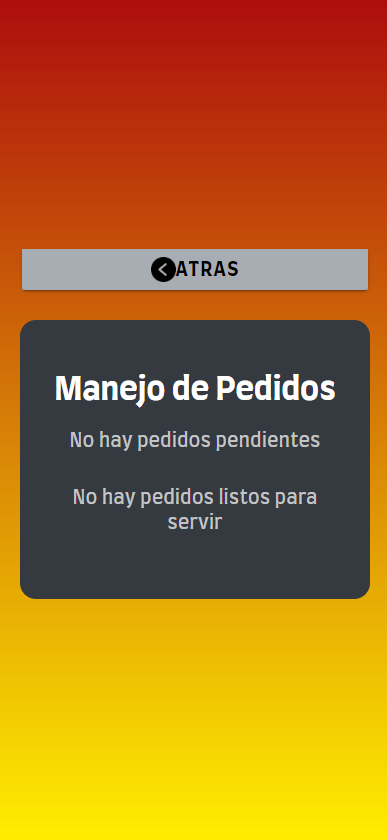 ATRAS
Manejo de Pedidos
No hay pedidos pendientes
No hay pedidos listos para
servir